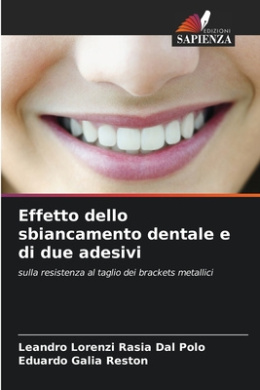 EDIZIONI
SAPIENZA
Effetto dello
sbiancamento dentale e
di due adesivi
sulla resistenza al taglio dei brackets metallici
Leandro Lorenzi Rasia Dal Polo
Eduardo Galia Reston